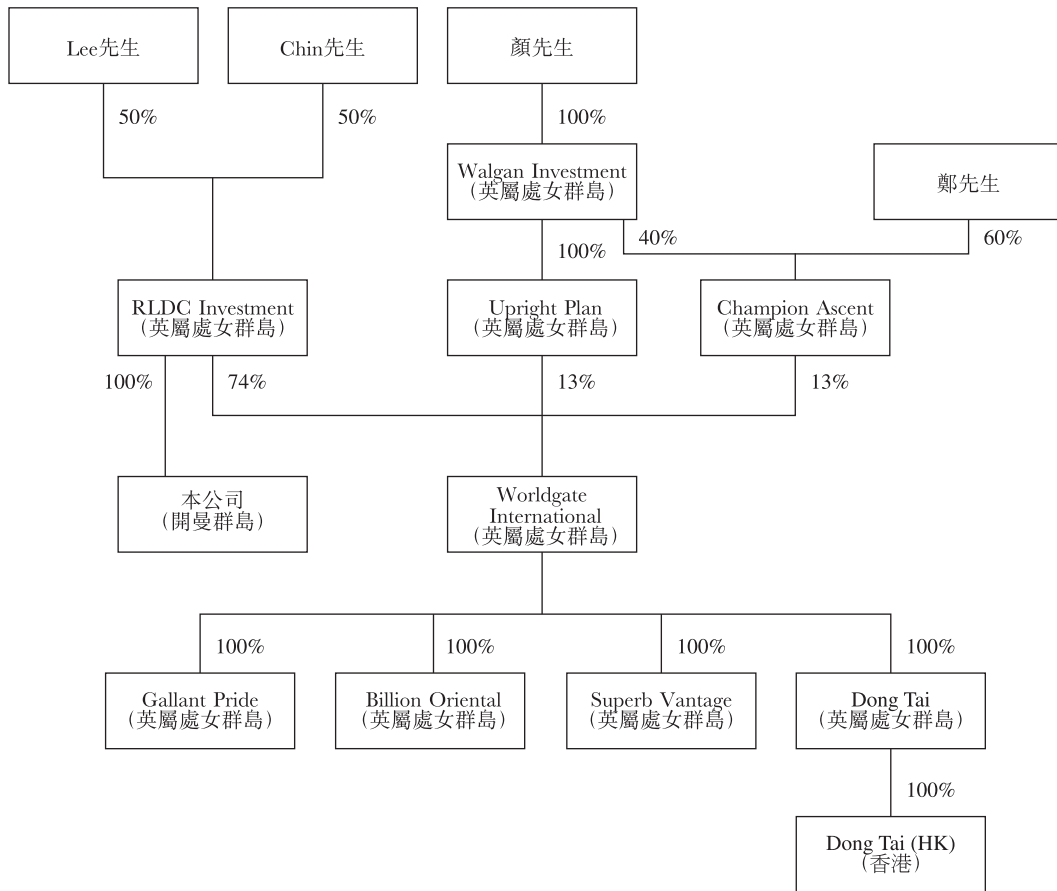 Lee先生
Chin先生
顏先生
50%
50%
100%
Walgan Investment
(英屬處女群島)
鄭先生
40%
60%
100%
RLDC Investment
(英屬處女群島)
Upright Plan
(英屬處女群島)
Champion Ascent
(英屬處女群島)
100%
74%
13%
13%
本公司
(開曼群島)
Worldgate
International
(英屬處女群島)
100%
100%
100%
100%
Gallant Pride
(英屬處女群島)
Billion Oriental
(英屬處女群島)
Superb Vantage
(英屬處女群島)
Dong Tai
(英屬處女群島)
100%
Dong Tai (HK)
(香港)